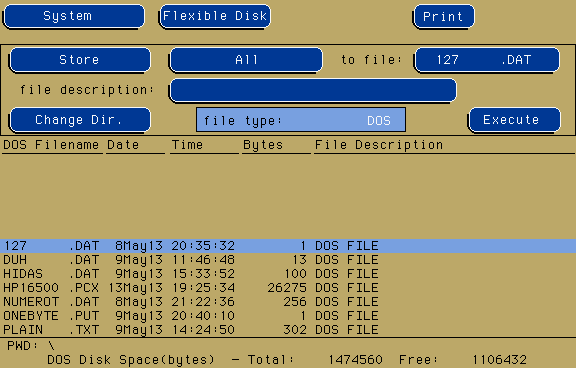 System Flexible Disk Print
Store All to file: 127 .DAT
file description:
Change Dir. file type: DOS Execute
DOS Filename Date Time Bytes File Description
127 .DAT 8May13 20:35:32 1 DOS FILE
DUH .DAT 9May13 11:46:48 13 DOS FILE
HIDAS .DAT 9May13 15:33:52 100 DOS FILE
HP16500 .PCX 13May13 19:25:34 26275 DOS FILE
NUMEROT .DAT 8May13 21:22:36 256 DOS FILE
ONEBYTE .PUT 9May13 20:40:10 1 DOS FILE
PLAIN .TXT 9May13 14:24:50 302 DOS FILE
PWD: \
DOS Disk Space(bytes) - Total: 1474560 Free: 1106432